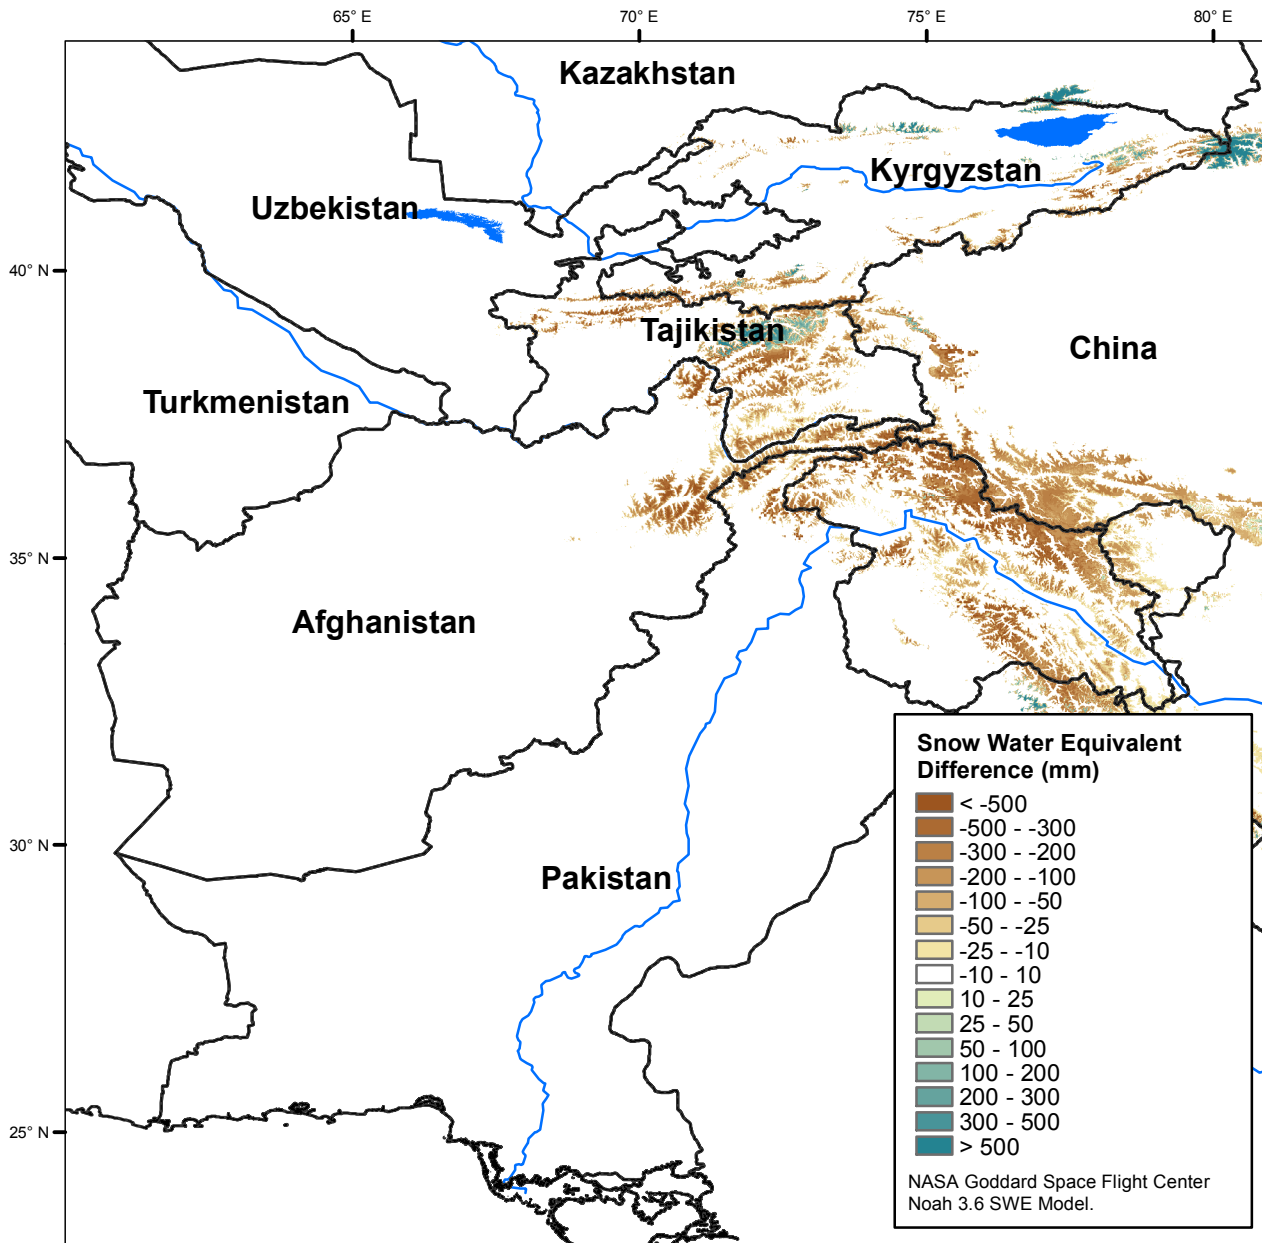 65° E
70° E
75° E
80° E
Kazakhstan
Kyrgyzstan
Uzbekistan
40° N
Tajikistan
China
Turkmenistan
35° N
Afghanistan
30° N
Pakistan
25° N
Snow Water Equivalent
Difference (mm)
< -500
-500 - -300
-300 - -200
-200 - -100
-100 - -50
-50 - -25
-25 - -10
-10 - 10
10 - 25
25 - 50
50 - 100
100 - 200
200 - 300
300 - 500
> 500
NASA Goddard Space Flight Center
Noah 3.6 SWE Model.